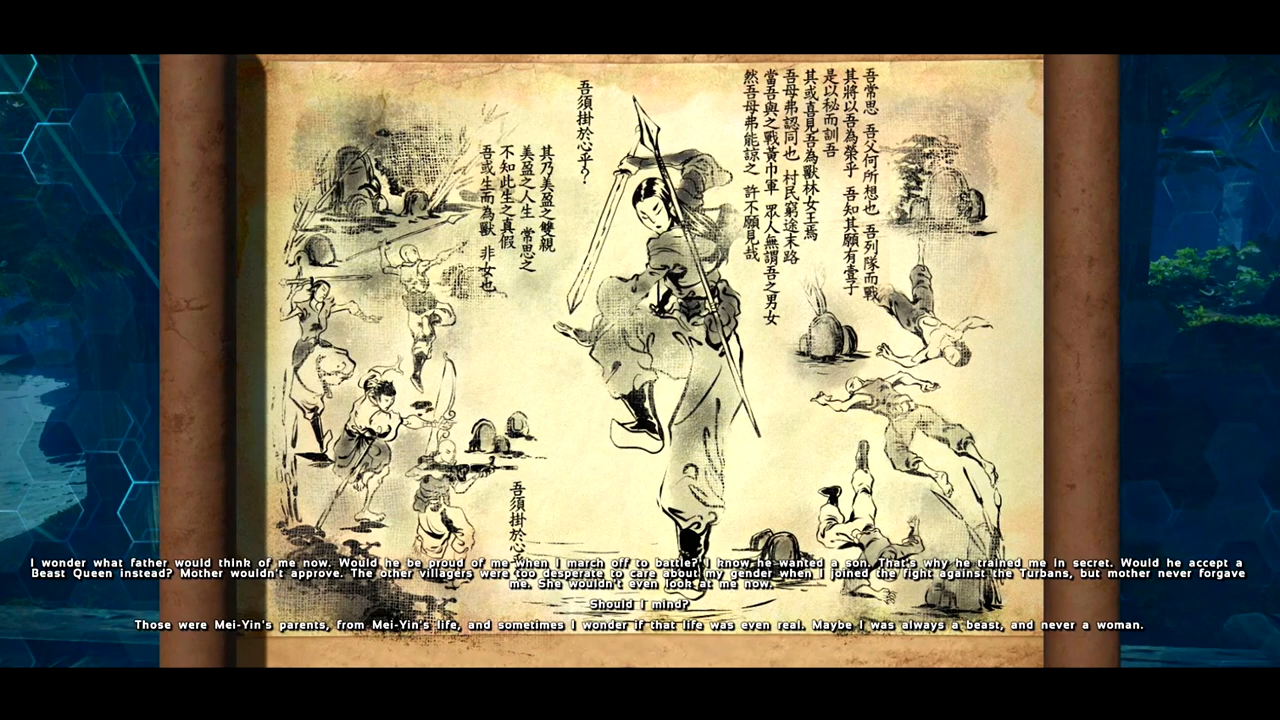 吾常思 吾父何所想也 吾列隊而戰
其將以吾為榮乎 吾知其願有壹子
是以秘而訓吾
其或喜見吾為獸林女王焉
吾母弗認同也 村民窮途末路
當吾與之戰黃巾軍 眾人無謂吾之男女
然吾母弗能諒之 許不願見哉
吾須掛於心乎?
其乃美盈之雙親
美盈之人生 常思之
不知此生之真假
吾或生而為獸 非女也
吾須掛於心乎
I wonder what father would think of me now. Would he be proud of me when I march off to battle? I know he wanted a son. That's why he trained me in secret. Would he accept a
Beast Queen instead? Mother wouldn't approve. The other villagers were too desperate to care about my gender when I joined the fight against the Turbans, but mother never forgave
me. She wouldn't even look at me now.
Should I mind?
Those were Mei-Yin's parents, from Mei-Yin's life, and sometimes I wonder if that life was even real. Maybe I was always a beast, and never a woman.